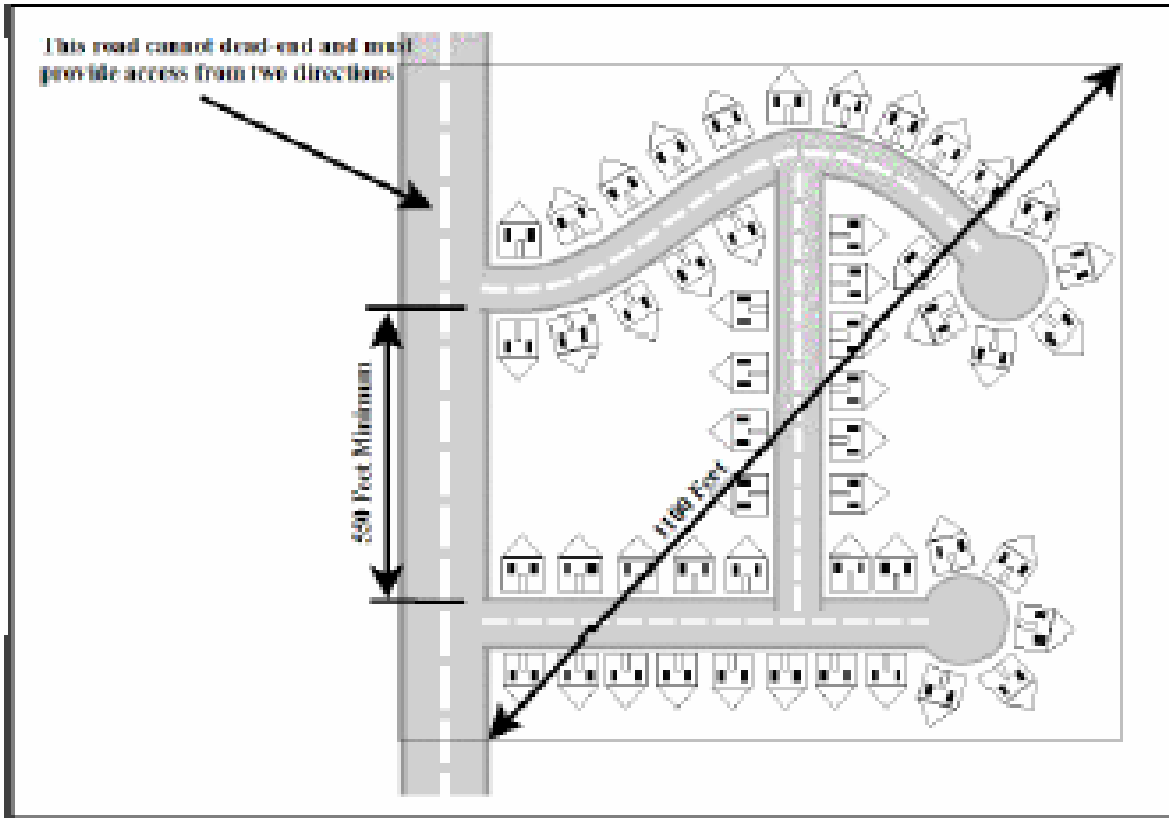 This road cannot dead-end and must
provide access from two directions
550 Feet Minimum
1100 Feet